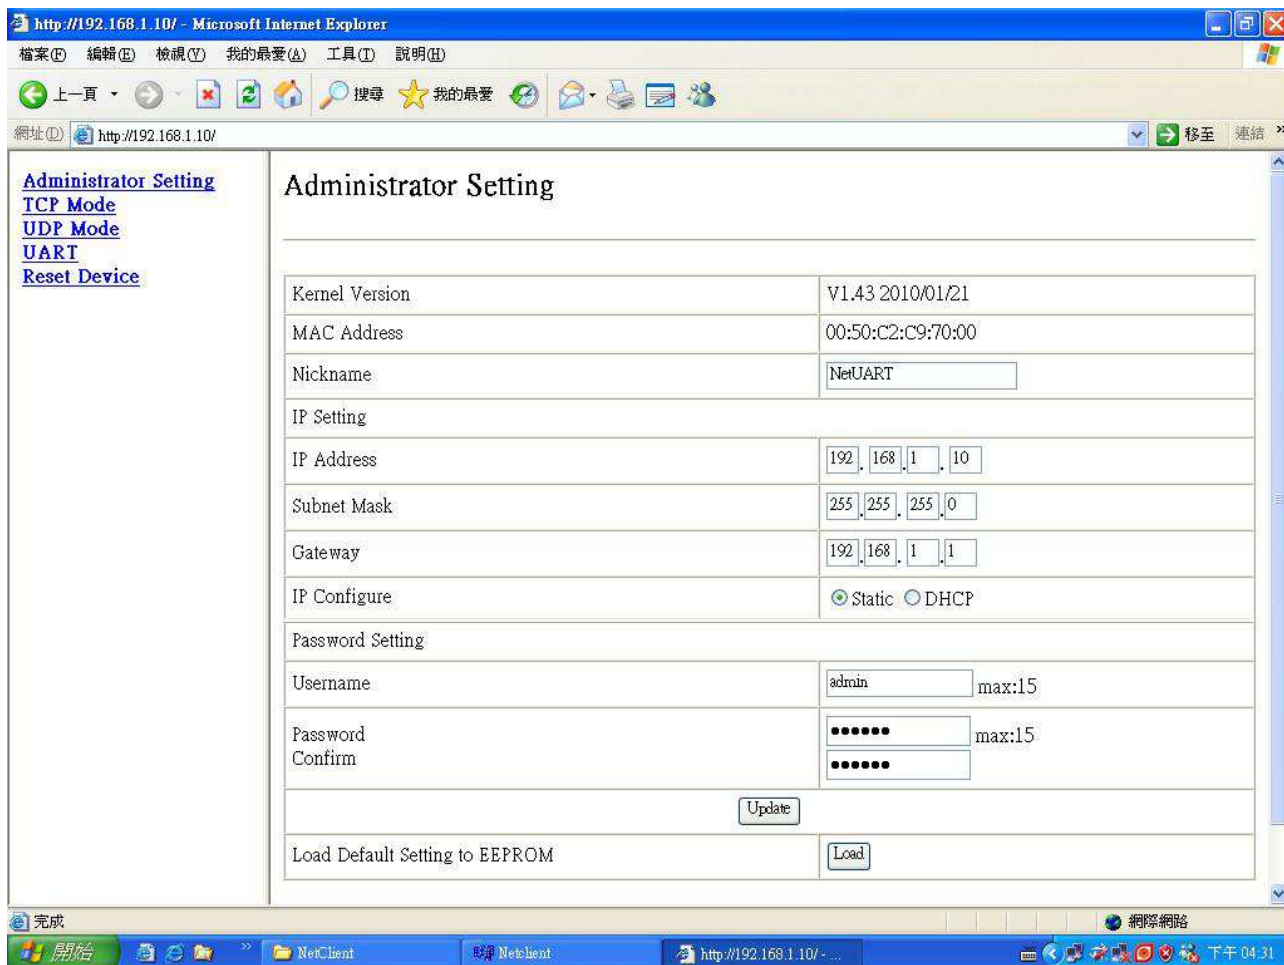 http://192.168.1.10/ - Microsoft Internet Explorer
檔案(F) 編輯(E) 檢視(V) 我的最愛(A) 工具(T) 說明(H)
上一頁 搜尋 我的最愛
網址(D) http://192.168.1.10/ 移至 連結 »
Administrator Setting
TCP Mode
UDP Mode
UART
Reset Device
Administrator Setting
Kernel Version V1.43 2010/01/21
MAC Address 00:50:C2:C9:70:00
Nickname NetUART
IP Setting
IP Address 192 . 168 . 1 . 10
Subnet Mask 255 . 255 . 255 . 0
Gateway 192 . 168 . 1 . 1
IP Configure Static DHCP
Password Setting
Username admin max:15
Password ●●●●●● max:15
Confirm ●●●●●●
Update
Load Default Setting to EEPROM Load
完成 網際網路
開始 » NetClient Netclient http://192.168.1.10/ - ... 下午 04:31